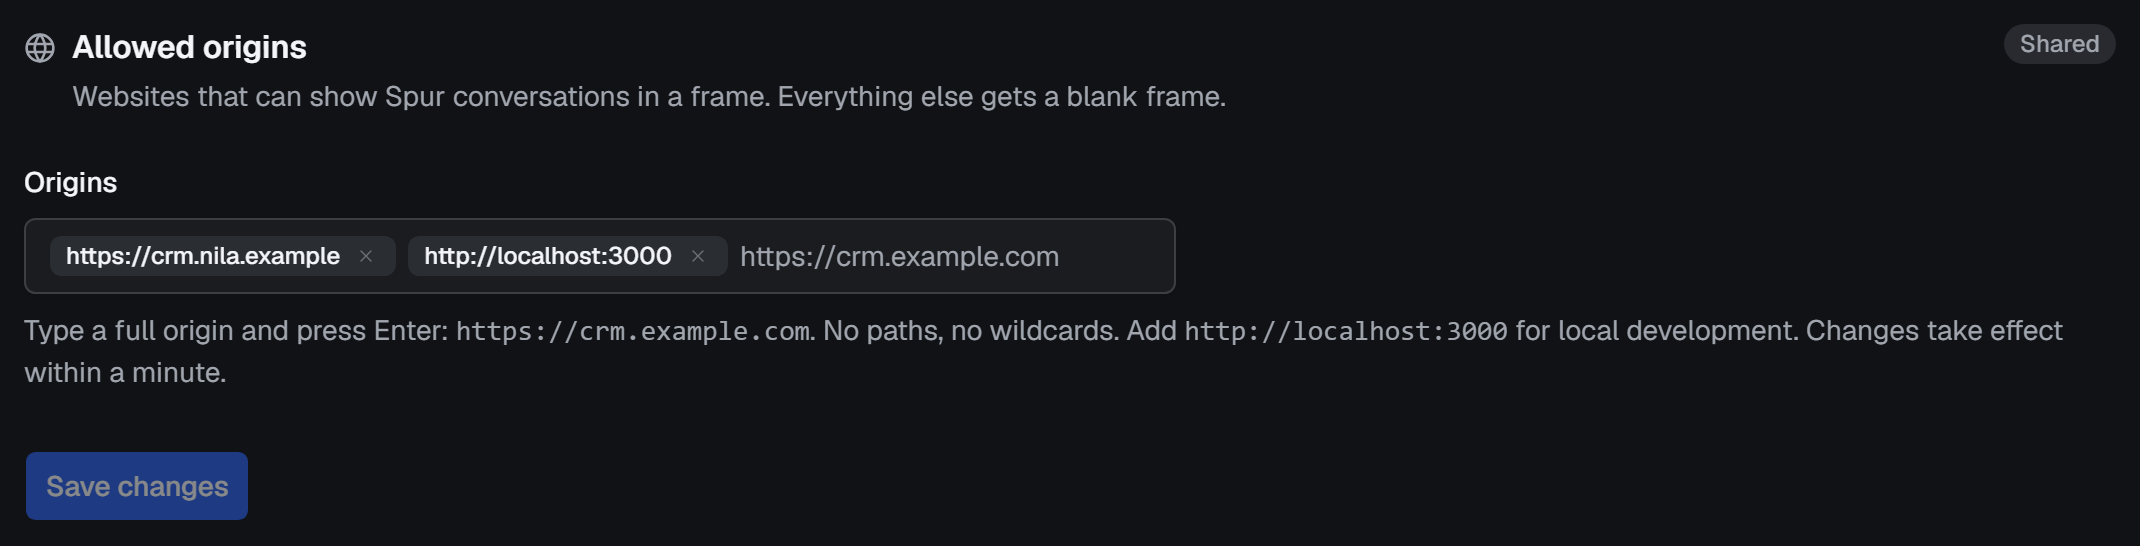 Allowed origins
Shared
Websites that can show Spur conversations in a frame. Everything else gets a blank frame.
Origins
https://crm.nila.example × http://localhost:3000 × https://crm.example.com
Type a full origin and press Enter: https://crm.example.com. No paths, no wildcards. Add http://localhost:3000 for local development. Changes take effect
within a minute.
Save changes